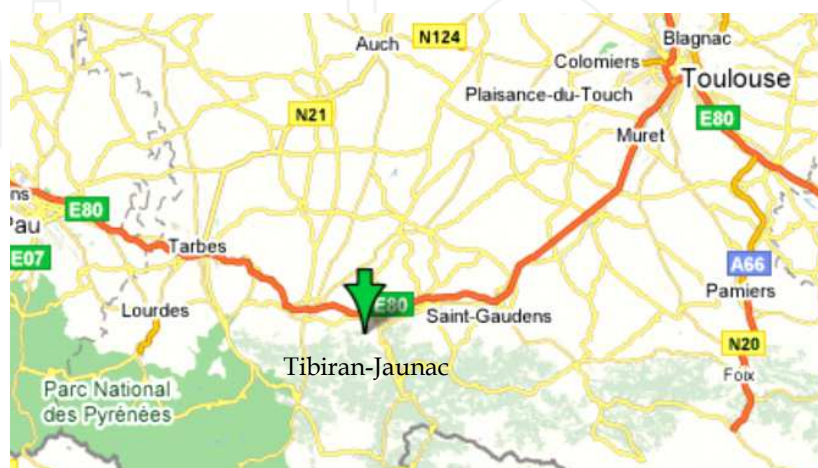 Auch
N124
Blagnac
Colomiers
Toulouse
Plaisance-du-Touch
N21
E80
Muret
ns
Pau
E80
E07
Tarbes
A66
Pamiers
Lourdes
E80
Saint-Gaudens
N20
Tibiran-Jaunac
Foix
Parc National
des Pyrénées